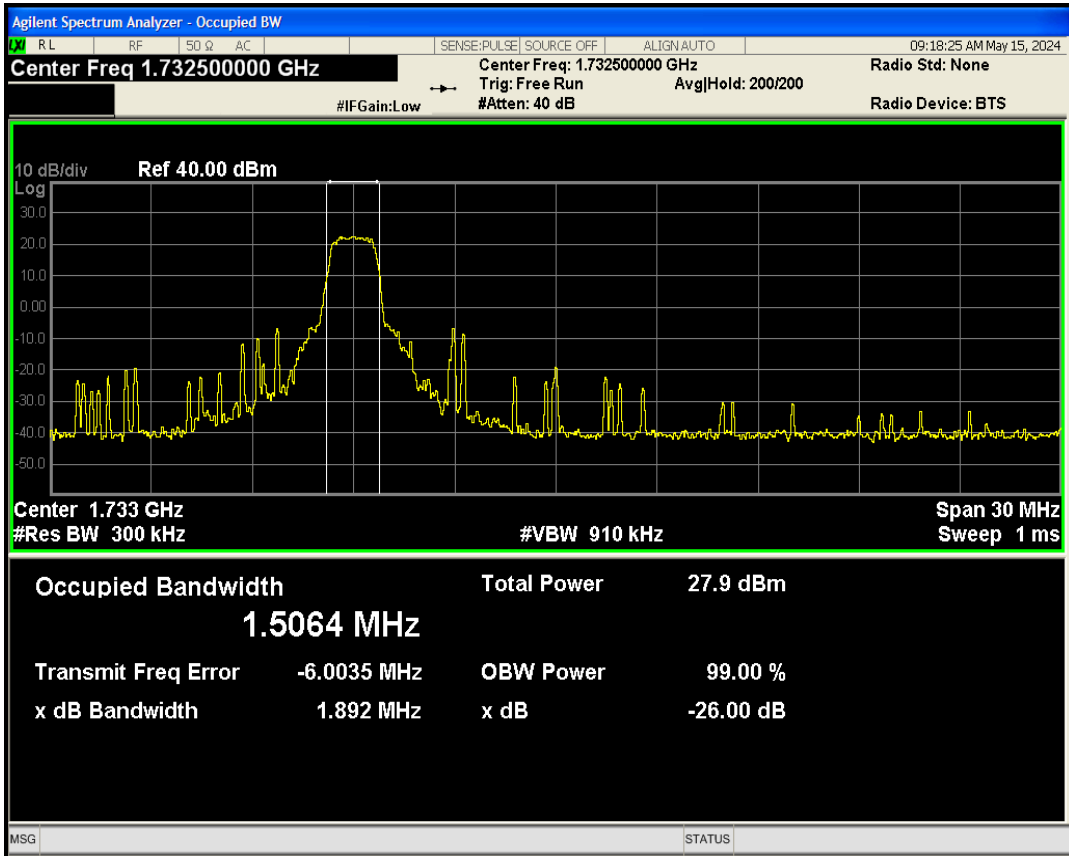 Agilent Spectrum Analyzer - Occupied BW
LXI RL RF 50 Ω AC SENSE:PULSE SOURCE OFF ALIGN AUTO 09:18:25 AM May 15, 2024
Center Freq 1.732500000 GHz Center Freq: 1.732500000 GHz Radio Std: None
Trig: Free Run Avg|Hold: 200/200
#IFGain:Low #Atten: 40 dB Radio Device: BTS
10 dB/div Ref 40.00 dBm
Log
30.0
20.0
10.0
0.00
-10.0
-20.0
-30.0
-40.0
-50.0
Center 1.733 GHz Span 30 MHz
#Res BW 300 kHz #VBW 910 kHz Sweep 1 ms
Occupied Bandwidth Total Power 27.9 dBm
1.5064 MHz
Transmit Freq Error -6.0035 MHz OBW Power 99.00 %
x dB Bandwidth 1.892 MHz x dB -26.00 dB
MSG STATUS